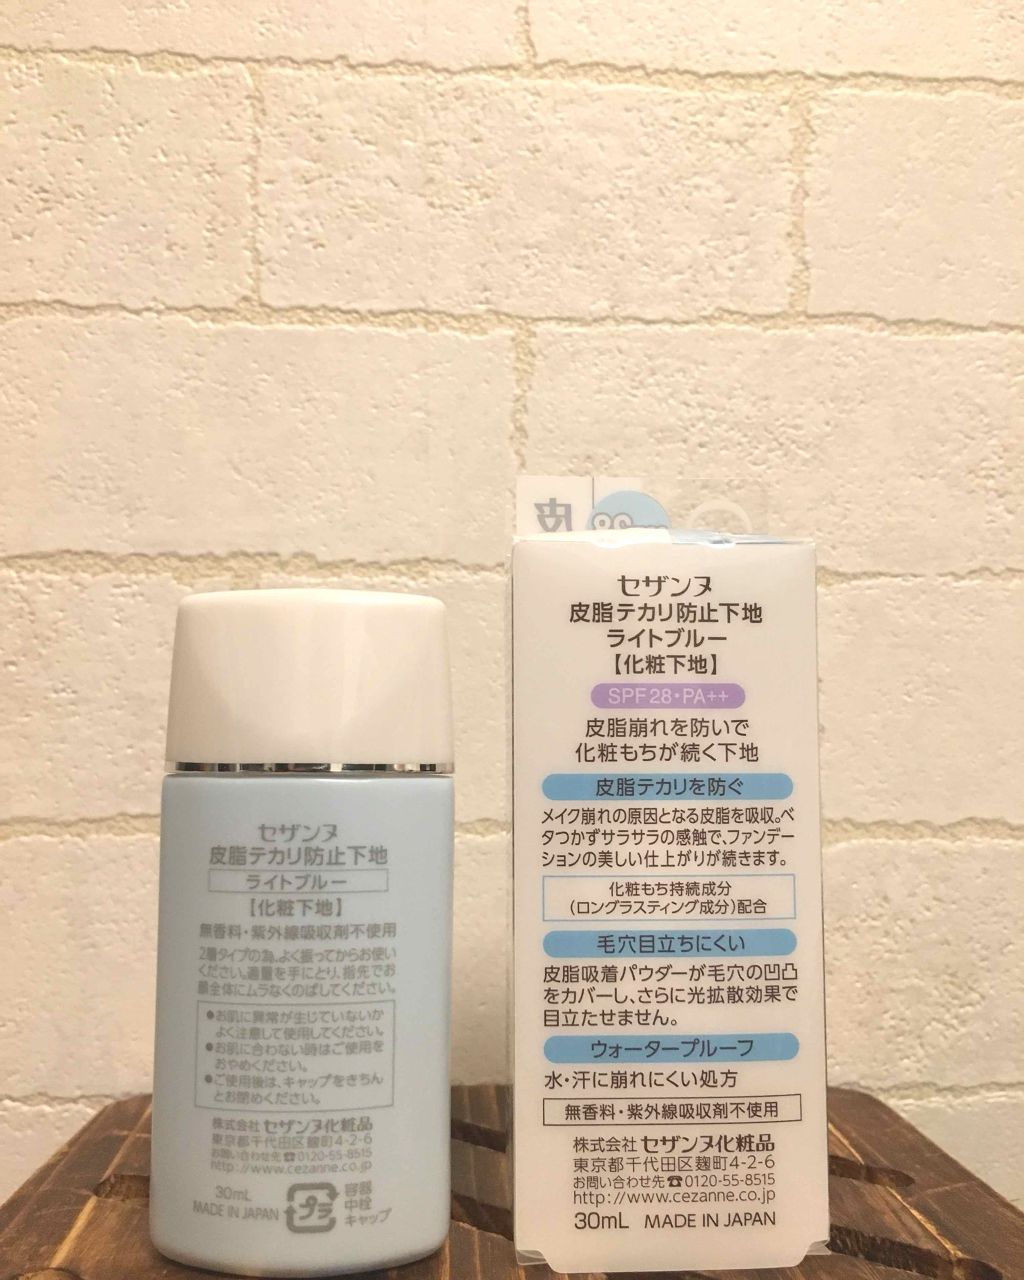 セザンヌ
皮脂テカリ防止下地
ライトブルー
【化粧下地】
無香料・紫外線吸収剤不使用
2層タイプの為、よく振ってからお使い
ください。適量を手にとり、指先でお
顔全体にムラなくのばしてください。
●お肌に異常が生じていないか
よく注意して使用してください。
●お肌に合わない時はご使用を
おやめください。
●ご使用後は、キャップをきちん
とお閉めください。
株式会社 セザンヌ化粧品
東京都千代田区麹町4-2-6
お問い合わせ先☎0120-55-8515
http://www.cezanne.co.jp
30mL
MADE IN JAPAN
プラ
容器
中栓
キャップ
皮
セザンヌ
皮脂テカリ防止下地
ライトブルー
【化粧下地】
SPF28・PA++
皮脂崩れを防いで
化粧もちが続く下地
皮脂テカリを防ぐ
メイク崩れの原因となる皮脂を吸収。ベ
タつかずサラサラの感触で、ファンデー
ションの美しい仕上がりが続きます。
化粧もち持続成分
(ロングラスティング成分)配合
毛穴目立ちにくい
皮脂吸着パウダーが毛穴の凹凸
をカバーし、さらに光拡散効果で
目立たせません。
ウォータープルーフ
水・汗に崩れにくい処方
無香料・紫外線吸収剤不使用
株式会社 セザンヌ化粧品
東京都千代田区麹町4-2-6
お問い合わせ先☎0120-55-8515
http://www.cezanne.co.jp
30mL MADE IN JAPAN